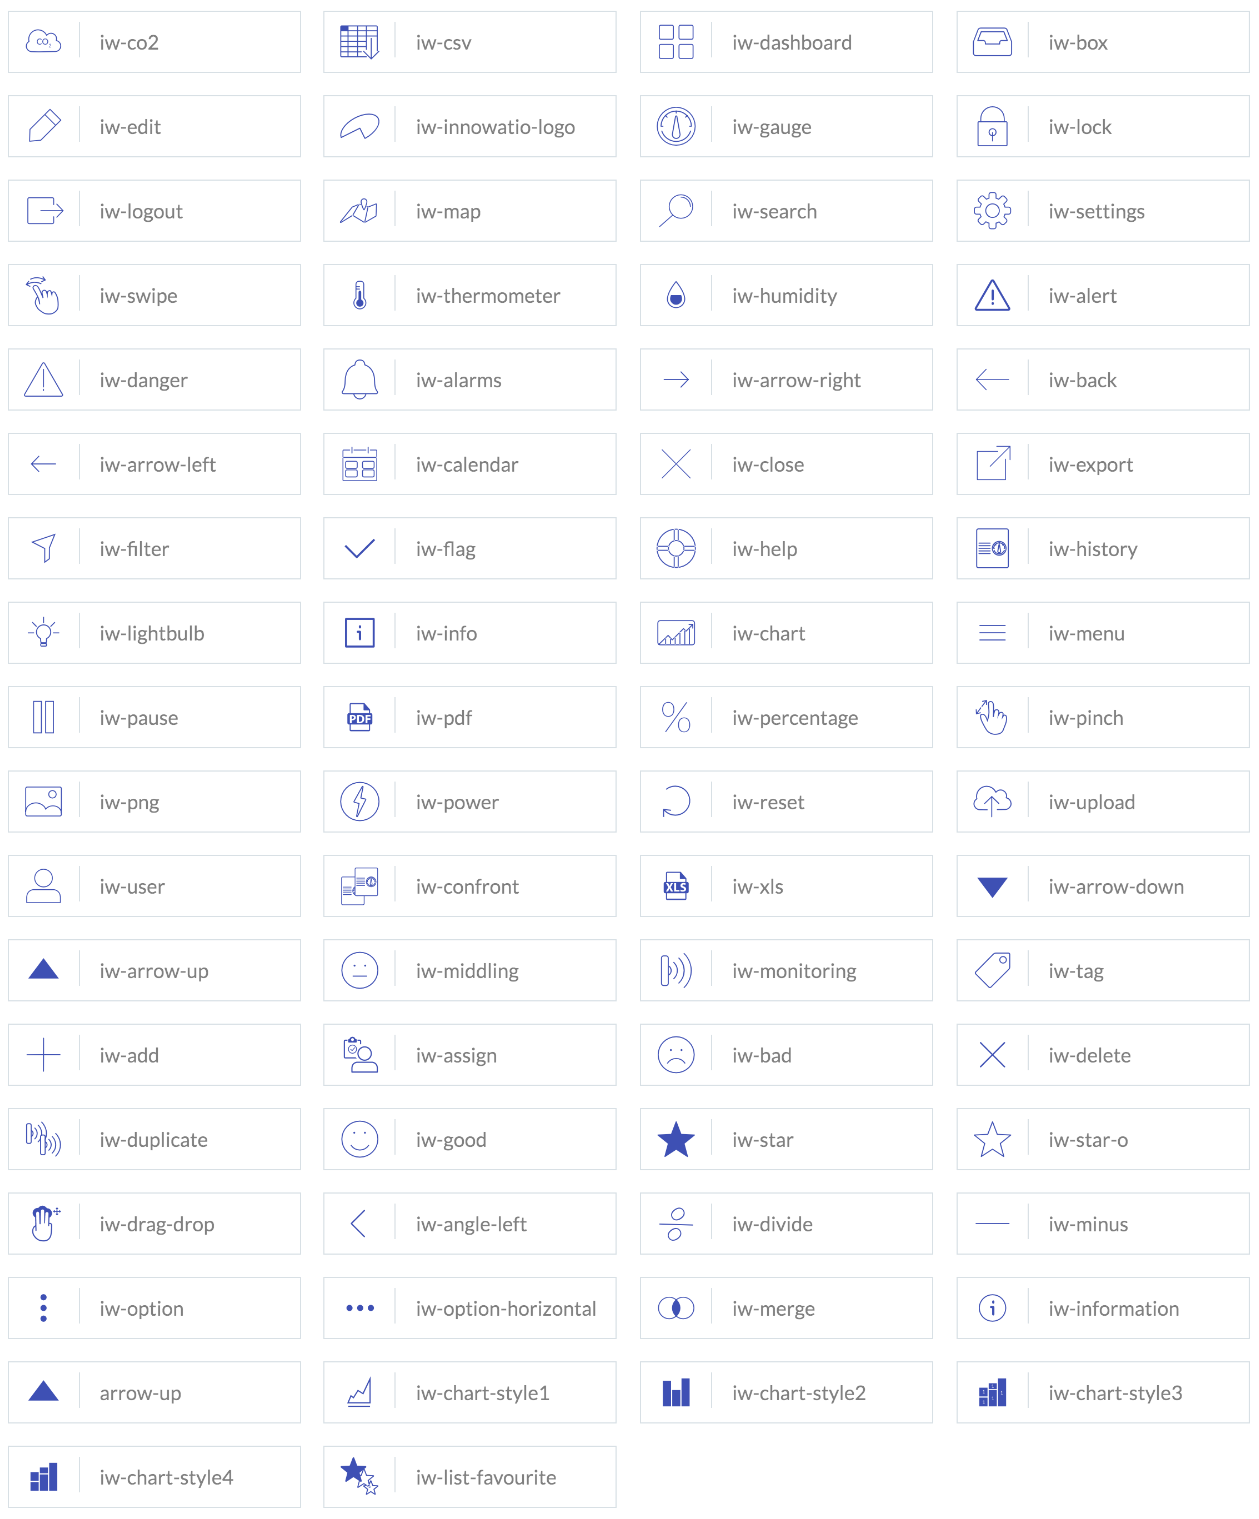 CO2 iw-co2 iw-csv iw-dashboard iw-box
iw-edit iw-innowatio-logo iw-gauge iw-lock
iw-logout iw-map iw-search iw-settings
iw-swipe iw-thermometer iw-humidity iw-alert
iw-danger iw-alarms iw-arrow-right iw-back
iw-arrow-left iw-calendar iw-close iw-export
iw-filter iw-flag iw-help iw-history
iw-lightbulb i iw-info iw-chart iw-menu
iw-pause PDF iw-pdf % iw-percentage iw-pinch
iw-png iw-power iw-reset iw-upload
iw-user iw-confront XLS iw-xls iw-arrow-down
iw-arrow-up iw-middling iw-monitoring iw-tag
iw-add iw-assign iw-bad iw-delete
iw-duplicate iw-good iw-star iw-star-o
iw-drag-drop iw-angle-left iw-divide iw-minus
iw-option iw-option-horizontal iw-merge i iw-information
arrow-up iw-chart-style1 iw-chart-style2 iw-chart-style3
iw-chart-style4 iw-list-favourite